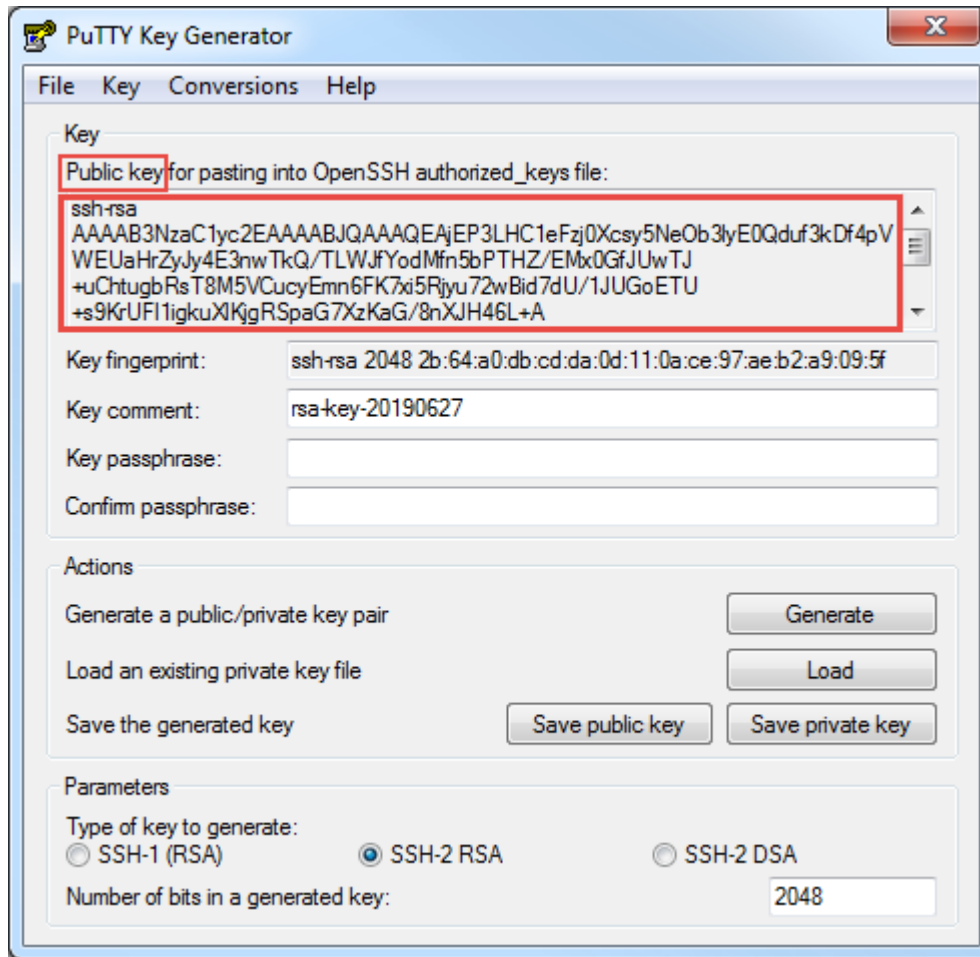 PuTTY Key Generator
File Key Conversions Help
Key
Public key for pasting into OpenSSH authorized_keys file:
ssh-rsa
AAAAB3NzaC1yc2EAAAABJQAAAQEAjEP3LHC1eFzj0Xcsy5NeOb3lyE0Qduf3kDf4pV
WEUaHrZyJy4E3nwTkQ/TLWJfYodMfn5bPTHZ/EMx0GfJUwTJ
+uChtugbRsT8M5VCucyEmn6FK7xi5Rjyu72wBid7dU/1JUGoETU
+s9KrUFI1igkuXlKjgRSpaG7XzKaG/8nXJH46L+A
Key fingerprint: ssh-rsa 2048 2b:64:a0:db:cd:da:0d:11:0a:ce:97:ae:b2:a9:09:5f
Key comment: rsa-key-20190627
Key passphrase:
Confirm passphrase:
Actions
Generate a public/private key pair Generate
Load an existing private key file Load
Save the generated key Save public key Save private key
Parameters
Type of key to generate:
SSH-1 (RSA) SSH-2 RSA SSH-2 DSA
Number of bits in a generated key: 2048